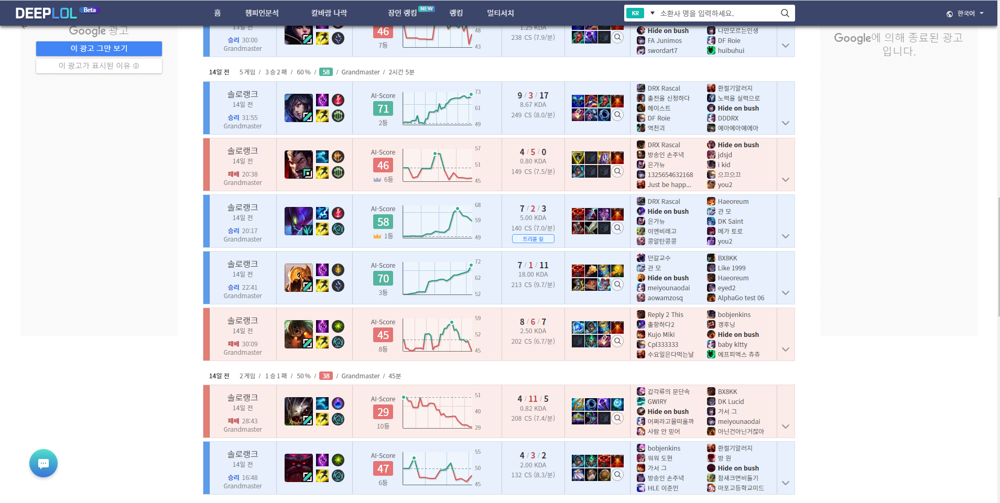 DEEPLOL Beta
홈 챔피언분석 칼바람 나락 장인 랭킹 NEW 랭킹 멀티서치
KR 소환사 명을 입력하세요.
한국어
Google 광고
이 광고 그만 보기
이 광고가 표시된 이유
Google에 의해 종료된 광고
입니다.
13일 전
승리 30:00
Grandmaster
46
7등
48
43
1.25 KDA
238 CS (7.9/분)
Hide on bush 나만모르는인생
FA Junimos DF Roie
swordart7 huibuhui
14일 전 5게임 / 3승2패 / 60% / 58 / Grandmaster / 2시간 5분
솔로랭크
14일 전
승리 31:55
Grandmaster
AI-Score
71
2등
73
61
49
9 / 3 / 17
8.67 KDA
249 CS (8.0/분)
DRX Rascal 환절기알러지
출전을 신청하다 노력을 실력으로
헤이스트 Hide on bush
DF Roie DDDRX
역천괴 예아예아예에아
솔로랭크
14일 전
패배 20:38
Grandmaster
AI-Score
46
6등
57
51
45
4 / 5 / 0
0.80 KDA
149 CS (7.5/분)
DRX Rascal Hide on bush
방송인 손주녁 jdsjd
은가뉴 i kid
1325654632168 으끄으끄
Just be happ... you2
솔로랭크
14일 전
승리 20:17
Grandmaster
AI-Score
58
1등
68
59
49
7 / 2 / 3
5.00 KDA
140 CS (7.0/분)
트리플 킬
DRX Rascal Haeoreum
Hide on bush 관 모
은가뉴 DK Saint
이엔비레고 메가 토로
콩알탄콩콩 you2
솔로랭크
14일 전
승리 22:41
Grandmaster
AI-Score
70
3등
72
62
52
7 / 1 / 11
18.00 KDA
213 CS (9.7/분)
던갈교수 BX8KK
관 모 Like 1999
Hide on bush Haeoreum
meiyounaodai eyed2
aowamzosq AlphaGo test 06
솔로랭크
14일 전
패배 30:09
Grandmaster
AI-Score
45
8등
59
52
45
8 / 6 / 7
2.50 KDA
202 CS (6.7/분)
Reply 2 This bobjenkins
출항하다2 갱후닝
Kujo Miki Hide on bush
Cpl333333 baby kltty
수요일은다먹는날 에프피엑스 츄츄
14일 전 2게임 / 1승1패 / 50% / 38 / Grandmaster / 45분
솔로랭크
14일 전
패배 28:43
Grandmaster
AI-Score
29
10등
51
40
29
4 / 11 / 5
0.82 KDA
208 CS (7.4/분)
갑각류의 문단속 BX8KK
GWIRY DK Lucid
Hide on bush 가서 그
어쩌라고물떠올까 meiyounaodai
사람 안 믿어 아닌건아닌거잖아
솔로랭크
14일 전
승리 16:48
Grandmaster
AI-Score
47
6등
55
50
45
4 / 3 / 2
2.00 KDA
132 CS (8.3/분)
bobjenkins 환절기알러지
워워 도현 방 원
가서 그 Hide on bush
방송인 손주녁 참새크면비둘기
HLE 이준민 마포고등학교미드